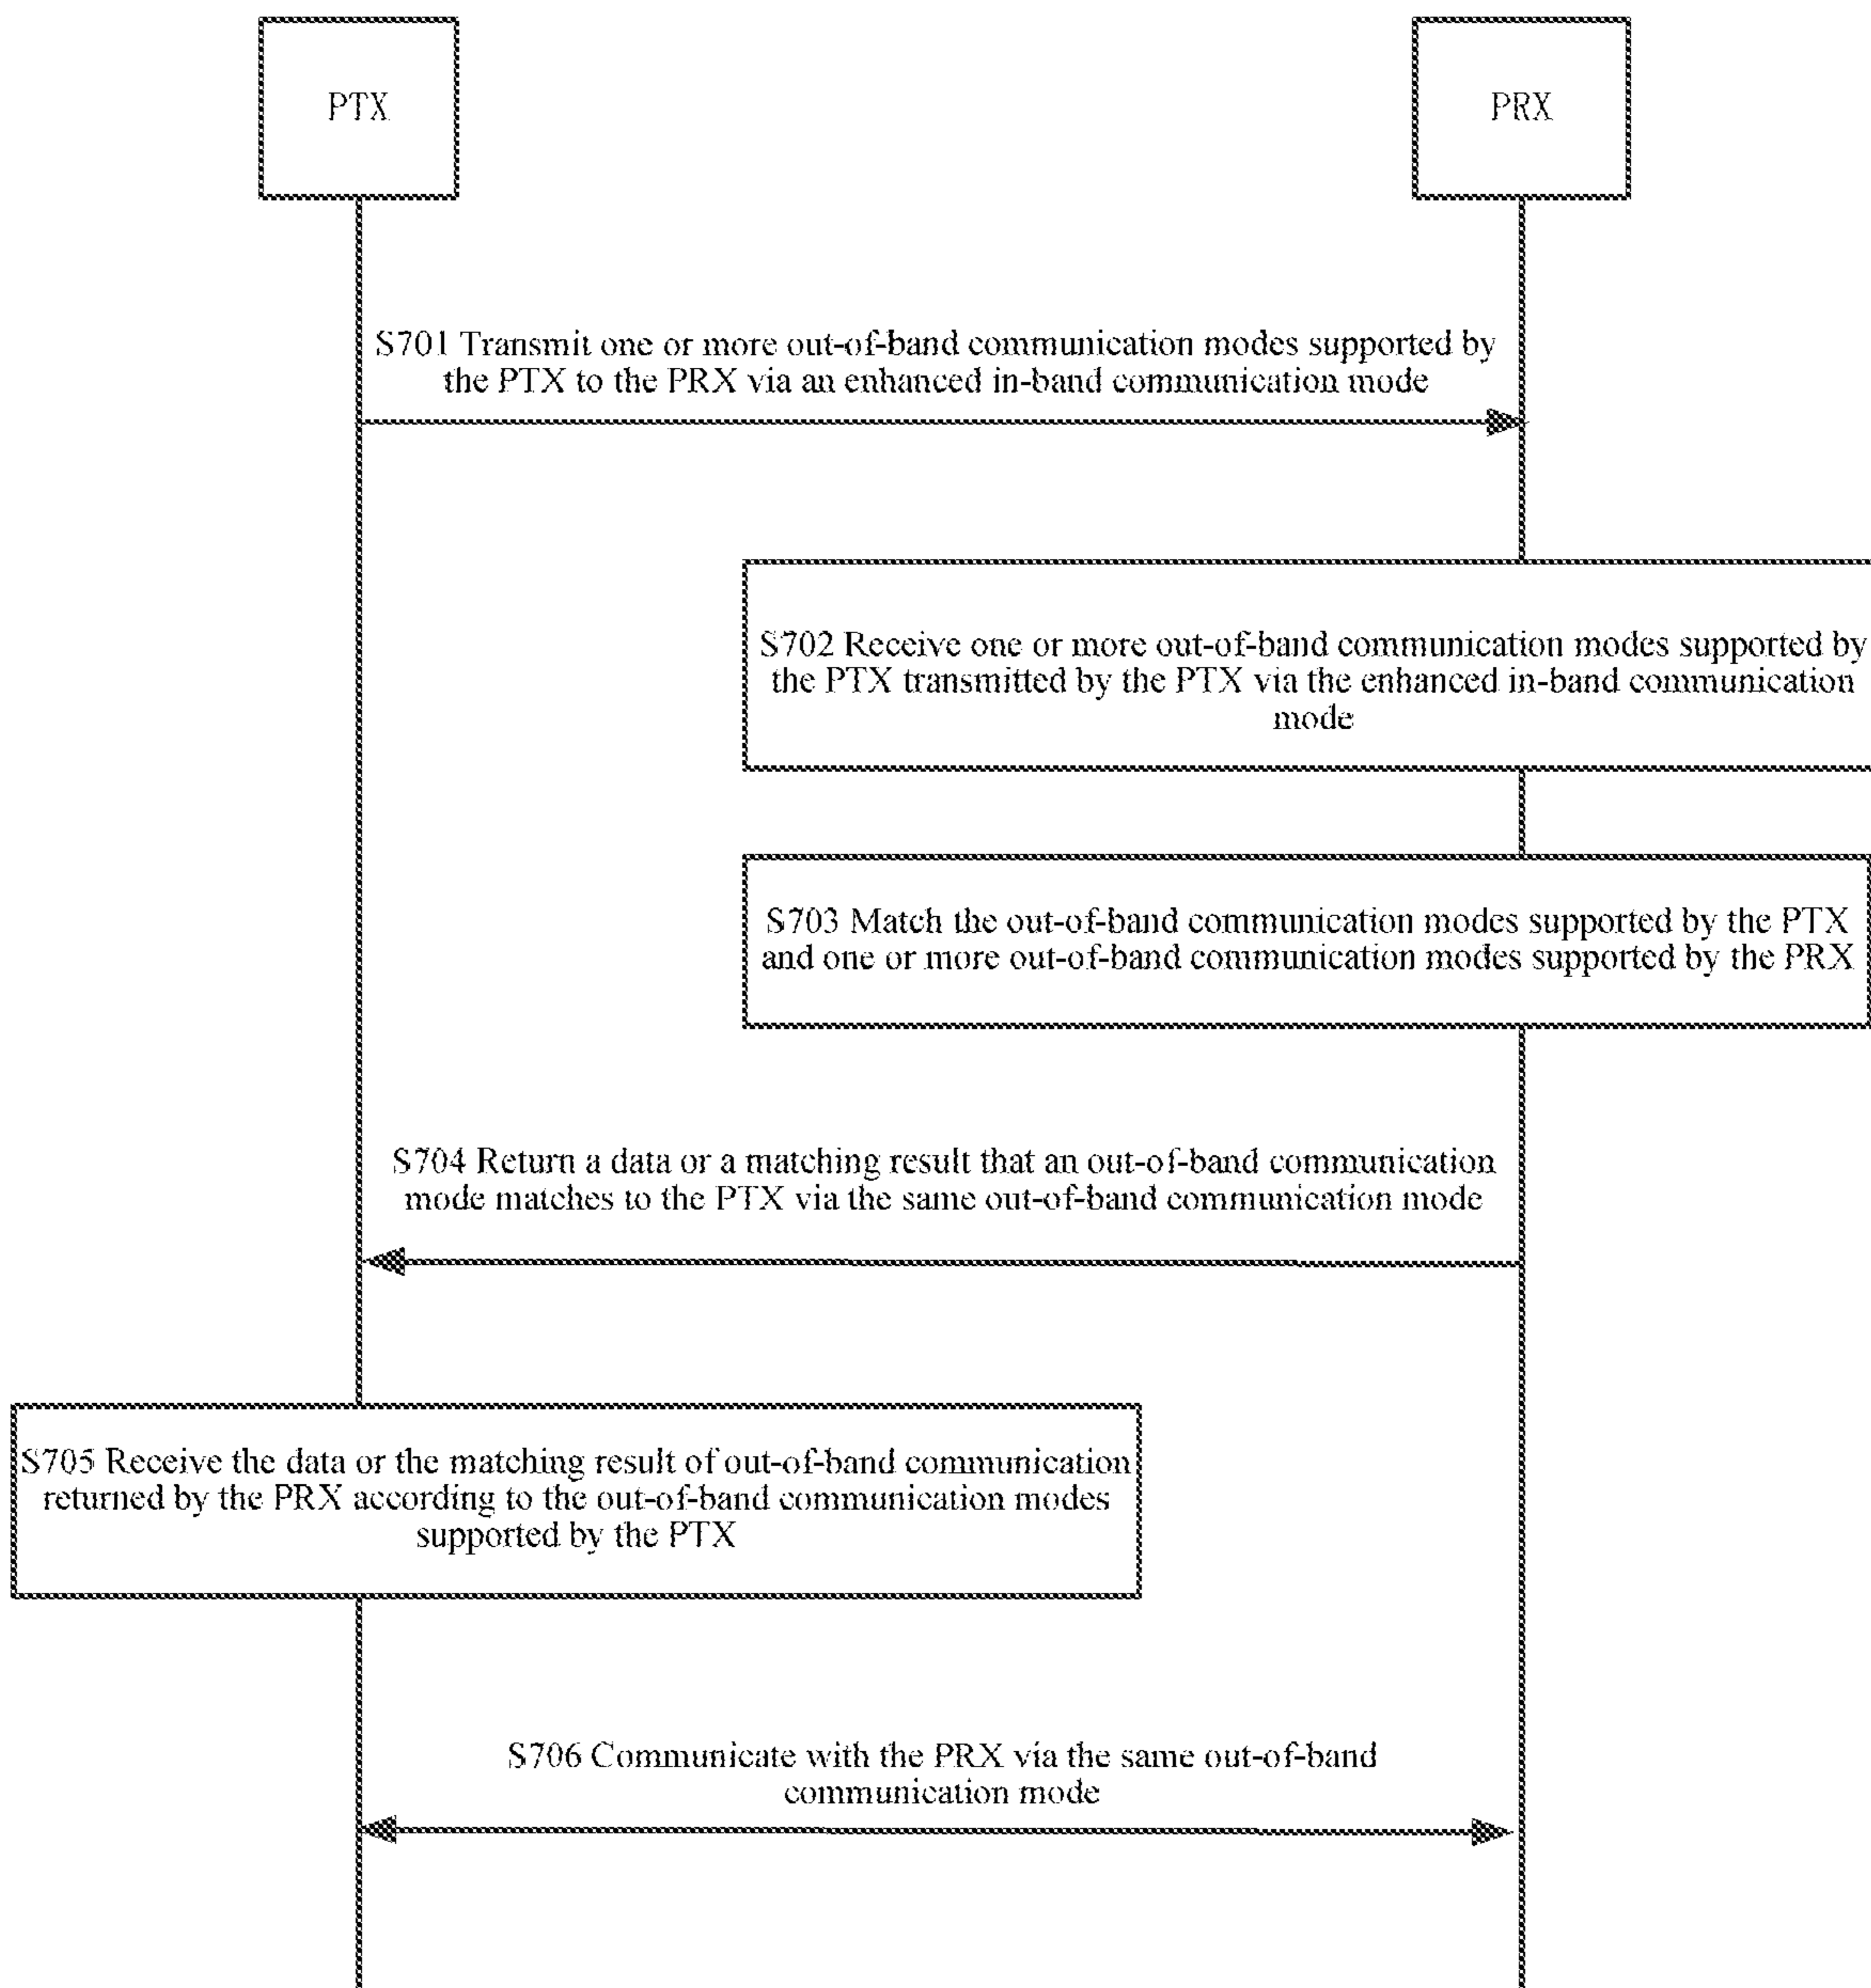 PTX
PRX
S701 Transmit one or more out-of-band communication modes supported by
the PTX to the PRX via an enhanced in-band communication mode
S702 Receive one or more out-of-band communication modes supported by
the PTX transmitted by the PTX via the enhanced in-band communication
mode
S703 Match the out-of-band communication modes supported by the PTX
and one or more out-of-band communication modes supported by the PRX
S704 Return a data or a matching result that an out-of-band communication
mode matches to the PTX via the same out-of-band communication mode
S705 Receive the data or the matching result of out-of-band communication
returned by the PRX according to the out-of-band communication modes
supported by the PTX
S706 Communicate with the PRX via the same out-of-band
communication mode